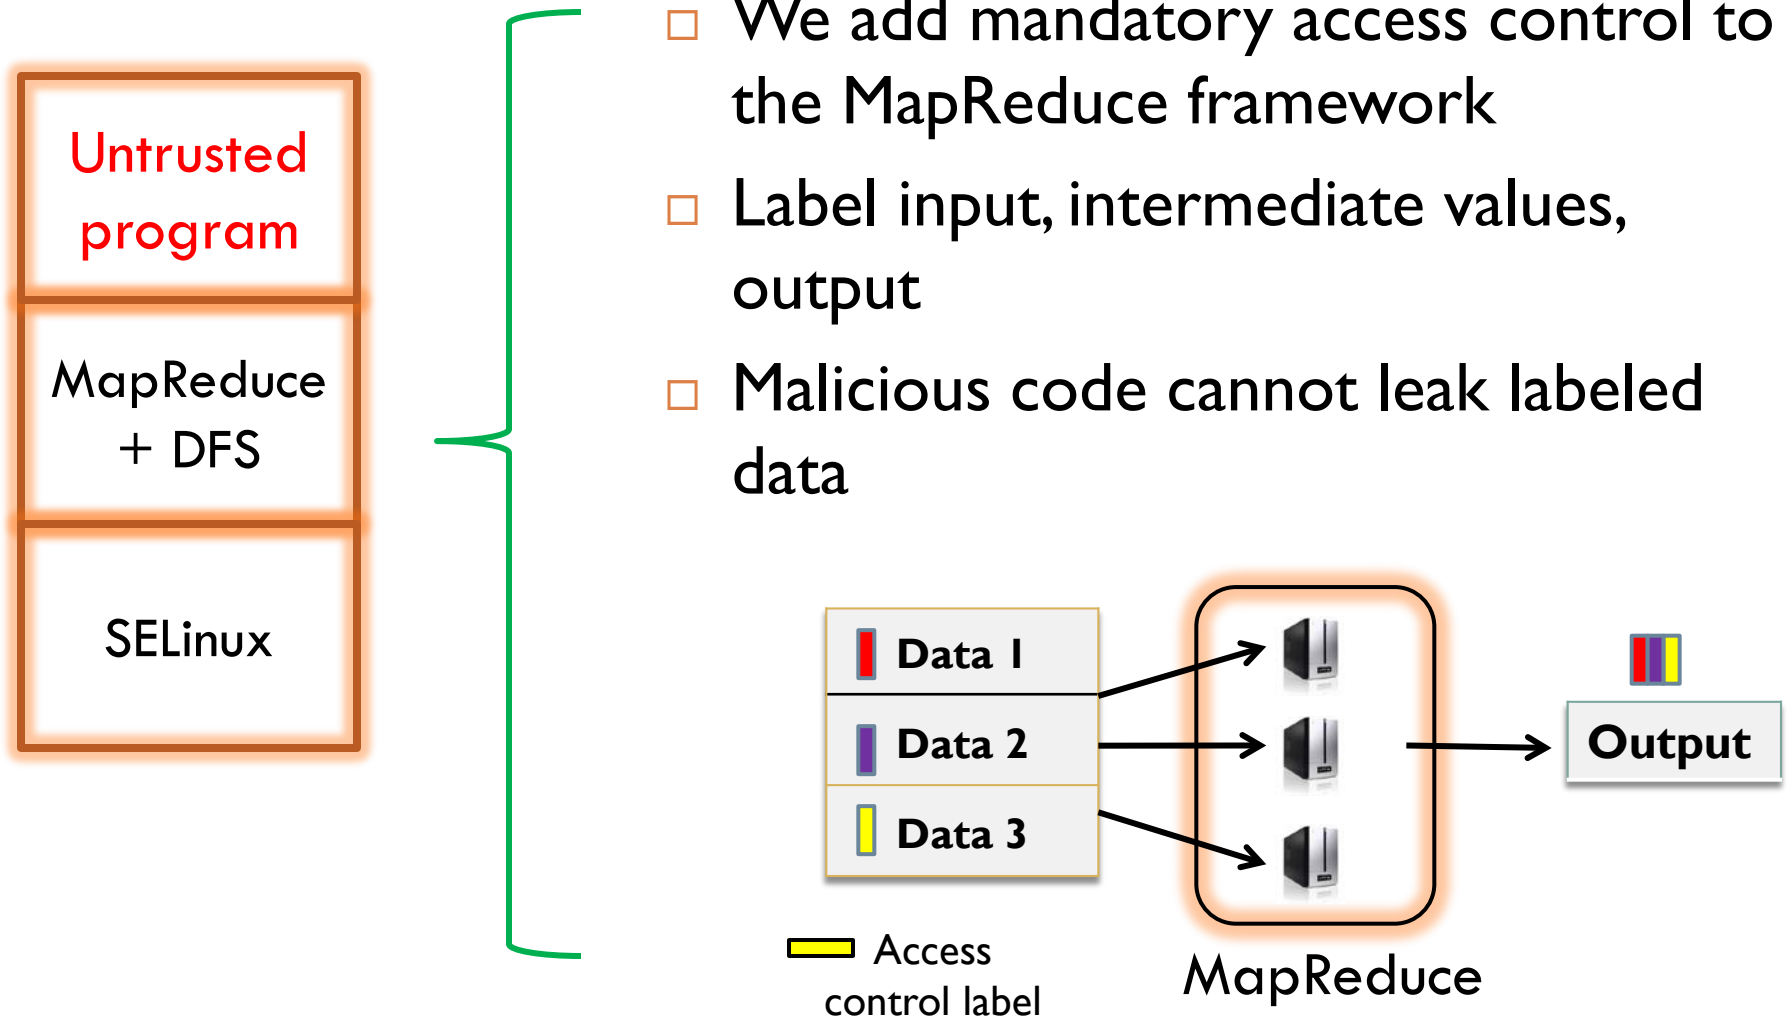 We add mandatory access control to
the MapReduce framework
Label input, intermediate values,
output
Malicious code cannot leak labeled
data
Untrusted
program
MapReduce
+ DFS
SELinux
Data 1
Data 2
Data 3
Output
Access
control label
MapReduce